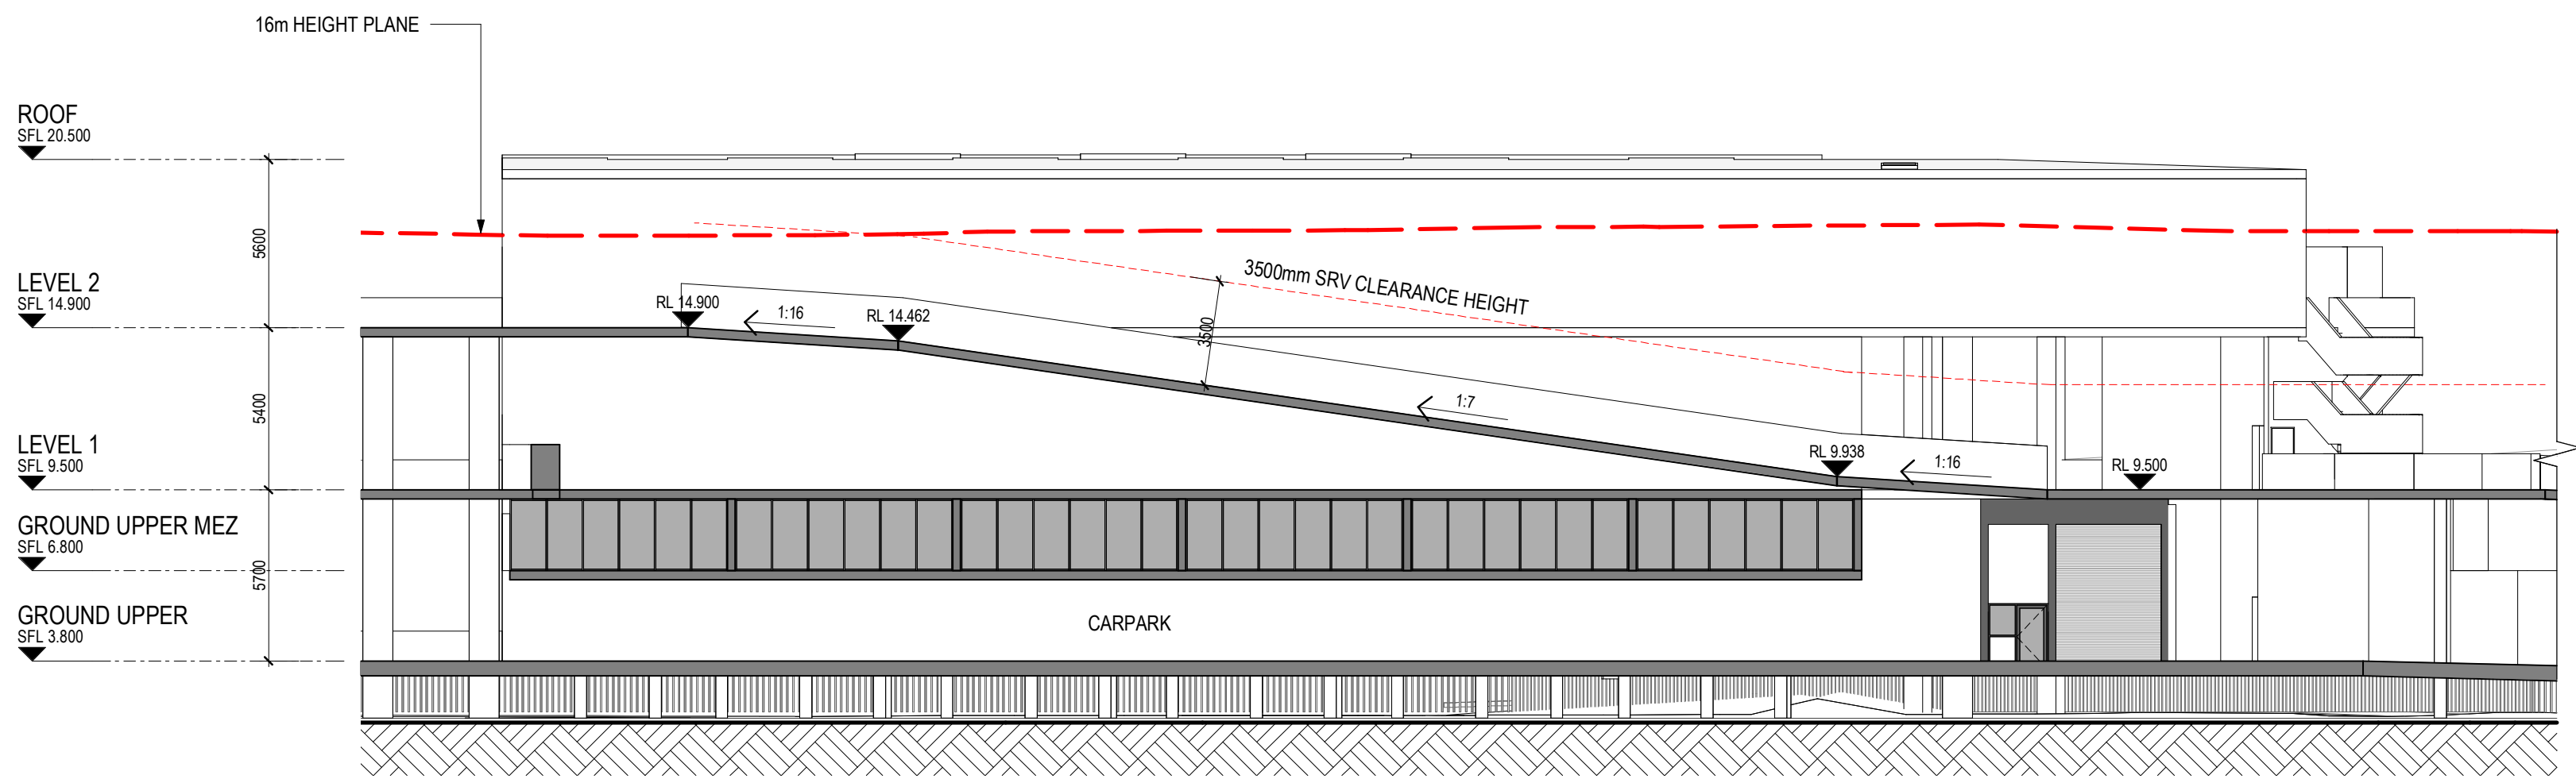 16m HEIGHT PLANE
ROOF
SFL 20.500
5600
LEVEL 2
SFL 14.900
3500mm SRV CLEARANCE HEIGHT
RL 14.900
1:16
RL 14.462
3500
5400
1:7
LEVEL 1
SFL 9.500
RL 9.938
1:16
RL 9.500
GROUND UPPER MEZ
SFL 6.800
5700
GROUND UPPER
SFL 3.800
CARPARK